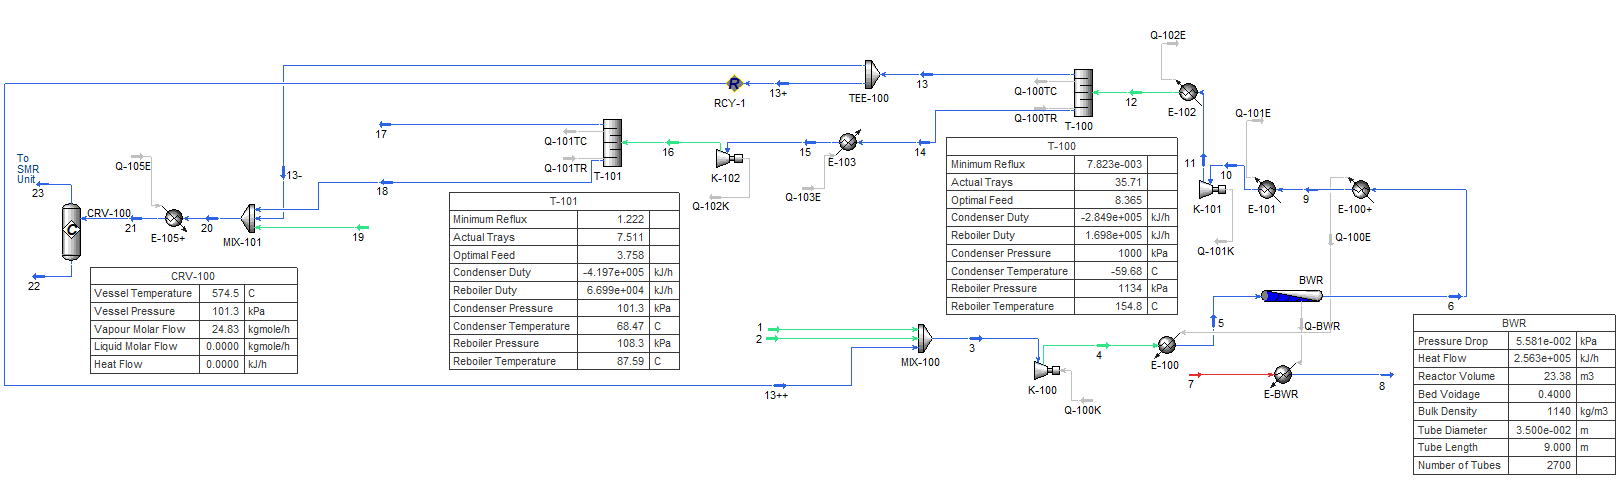 Q-102E
13
13+
RCY-1
TEE-100
Q-100TC
Q-100TR
T-100
12
E-102
Q-101E
17
Q-101TC
Q-101TR
T-101
16
K-102
Q-102K
15
E-103
Q-103E
14
11
10
K-101
E-101
9
E-100+
Q-101K
Q-100E
To
SMR
Unit
23
Q-105E
13-
18
CRV-100
21
E-105+
20
MIX-101
19
22
T-100
Minimum Reflux 7.823e-003
Actual Trays 35.71
Optimal Feed 8.365
Condenser Duty -2.849e+005 kJ/h
Reboiler Duty 1.698e+005 kJ/h
Condenser Pressure 1000 kPa
Condenser Temperature -59.68 C
Reboiler Pressure 1134 kPa
Reboiler Temperature 154.8 C
T-101
Minimum Reflux 1.222
Actual Trays 7.511
Optimal Feed 3.758
Condenser Duty -4.197e+005 kJ/h
Reboiler Duty 6.699e+004 kJ/h
Condenser Pressure 101.3 kPa
Condenser Temperature 68.47 C
Reboiler Pressure 108.3 kPa
Reboiler Temperature 87.59 C
CRV-100
Vessel Temperature 574.5 C
Vessel Pressure 101.3 kPa
Vapour Molar Flow 24.83 kgmole/h
Liquid Molar Flow 0.0000 kgmole/h
Heat Flow 0.0000 kJ/h
1
2
13++
MIX-100
3
K-100
Q-100K
4
E-100
5
BWR
6
Q-BWR
7
E-BWR
8
BWR
Pressure Drop 5.581e-002 kPa
Heat Flow 2.563e+005 kJ/h
Reactor Volume 23.38 m3
Bed Voidage 0.4000
Bulk Density 1140 kg/m3
Tube Diameter 3.500e-002 m
Tube Length 9.000 m
Number of Tubes 2700